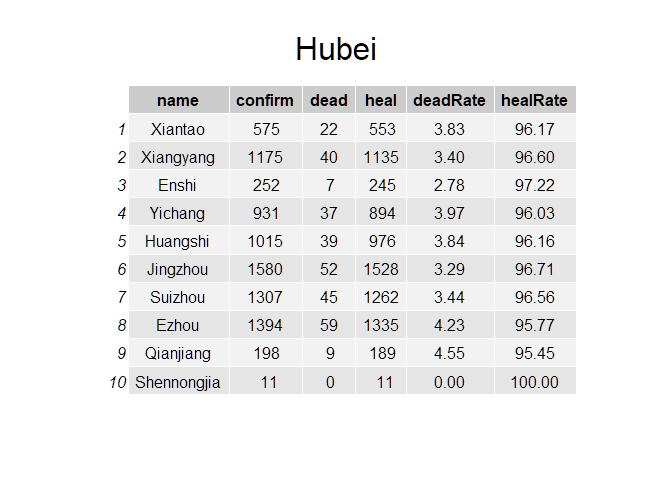 Hubei
name confirm dead heal deadRate healRate
1 Xiantao 575 22 553 3.83 96.17
2 Xiangyang 1175 40 1135 3.40 96.60
3 Enshi 252 7 245 2.78 97.22
4 Yichang 931 37 894 3.97 96.03
5 Huangshi 1015 39 976 3.84 96.16
6 Jingzhou 1580 52 1528 3.29 96.71
7 Suizhou 1307 45 1262 3.44 96.56
8 Ezhou 1394 59 1335 4.23 95.77
9 Qianjiang 198 9 189 4.55 95.45
10 Shennongjia 11 0 11 0.00 100.00